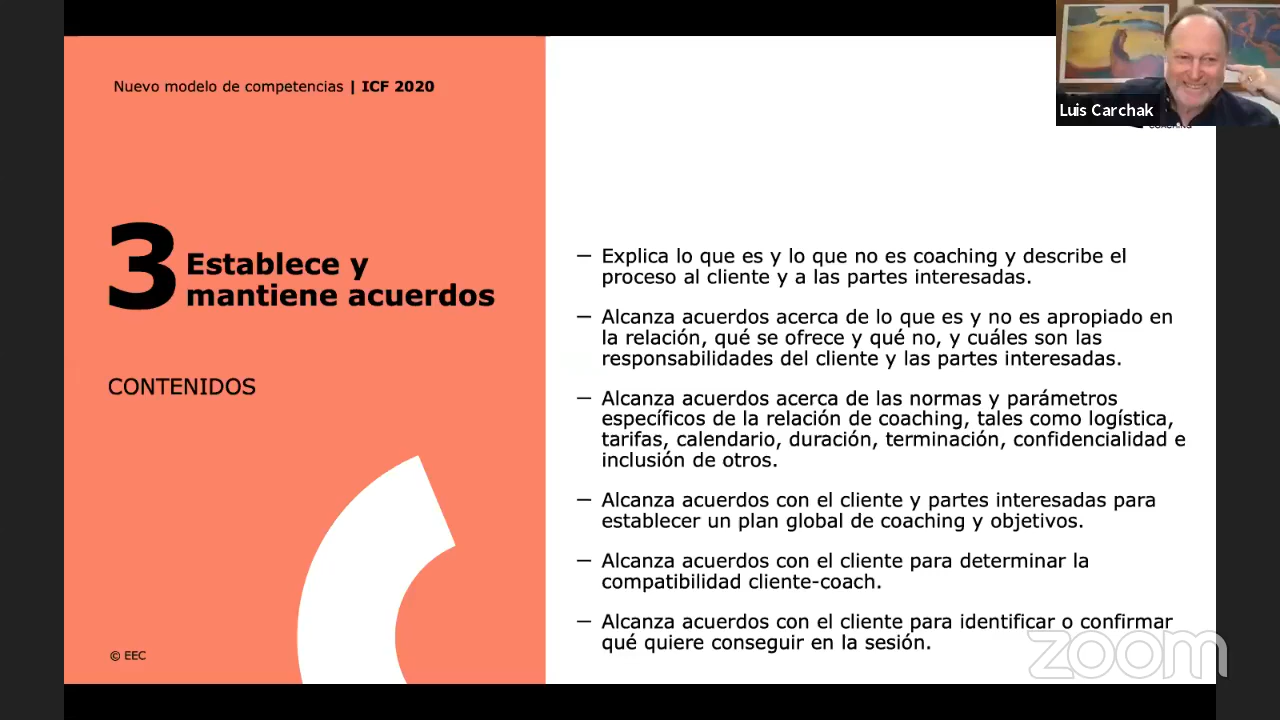 Nuevo modelo de competencias | ICF 2020
Luis Carchak
3
Establece y
mantiene acuerdos
CONTENIDOS
— Explica lo que es y lo que no es coaching y describe el
proceso al cliente y a las partes interesadas.
— Alcanza acuerdos acerca de lo que es y no es apropiado en
la relación, qué se ofrece y qué no, y cuáles son las
responsabilidades del cliente y las partes interesadas.
— Alcanza acuerdos acerca de las normas y parámetros
específicos de la relación de coaching, tales como logística,
tarifas, calendario, duración, terminación, confidencialidad e
inclusión de otros.
— Alcanza acuerdos con el cliente y partes interesadas para
establecer un plan global de coaching y objetivos.
— Alcanza acuerdos con el cliente para determinar la
compatibilidad cliente-coach.
— Alcanza acuerdos con el cliente para identificar o confirmar
qué quiere conseguir en la sesión.
© EEC
zoom